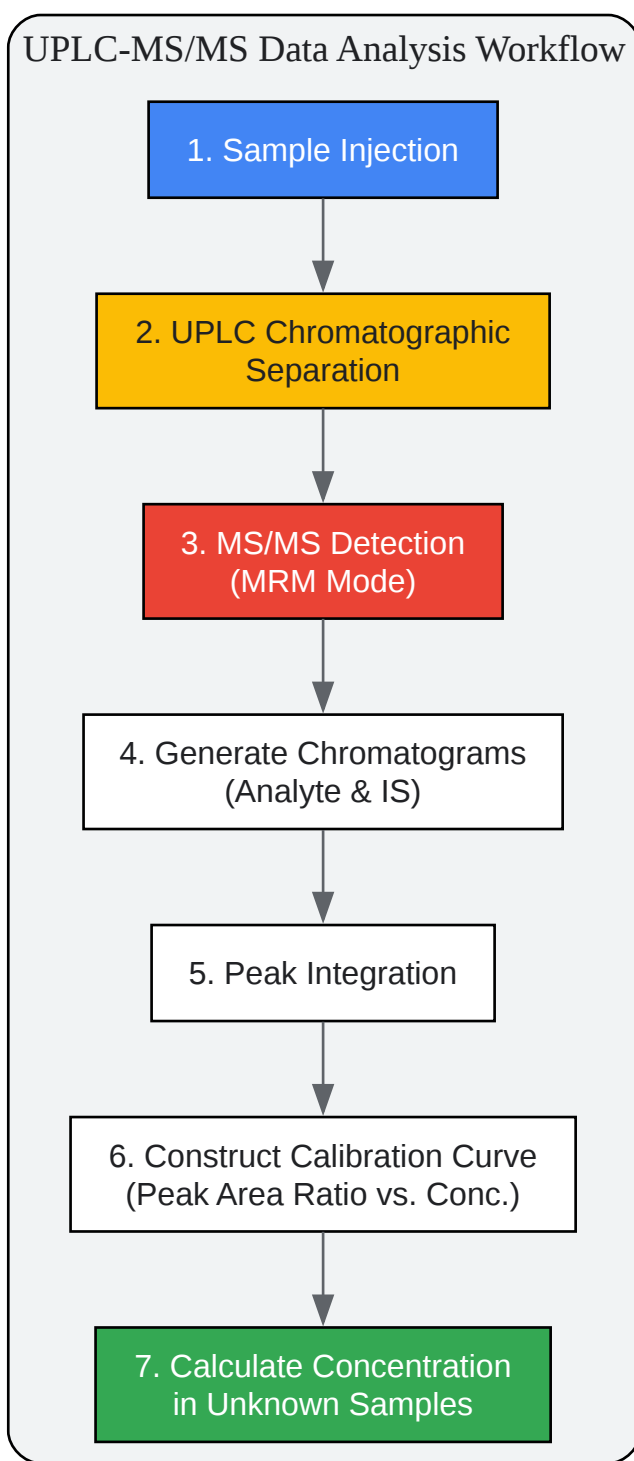 UPLC-MS/MS Data Analysis Workflow
1. Sample Injection
2. UPLC Chromatographic
Separation
3. MS/MS Detection
(MRM Mode)
4. Generate Chromatograms
(Analyte & IS)
5. Peak Integration
6. Construct Calibration Curve
(Peak Area Ratio vs. Conc.)
7. Calculate Concentration
in Unknown Samples